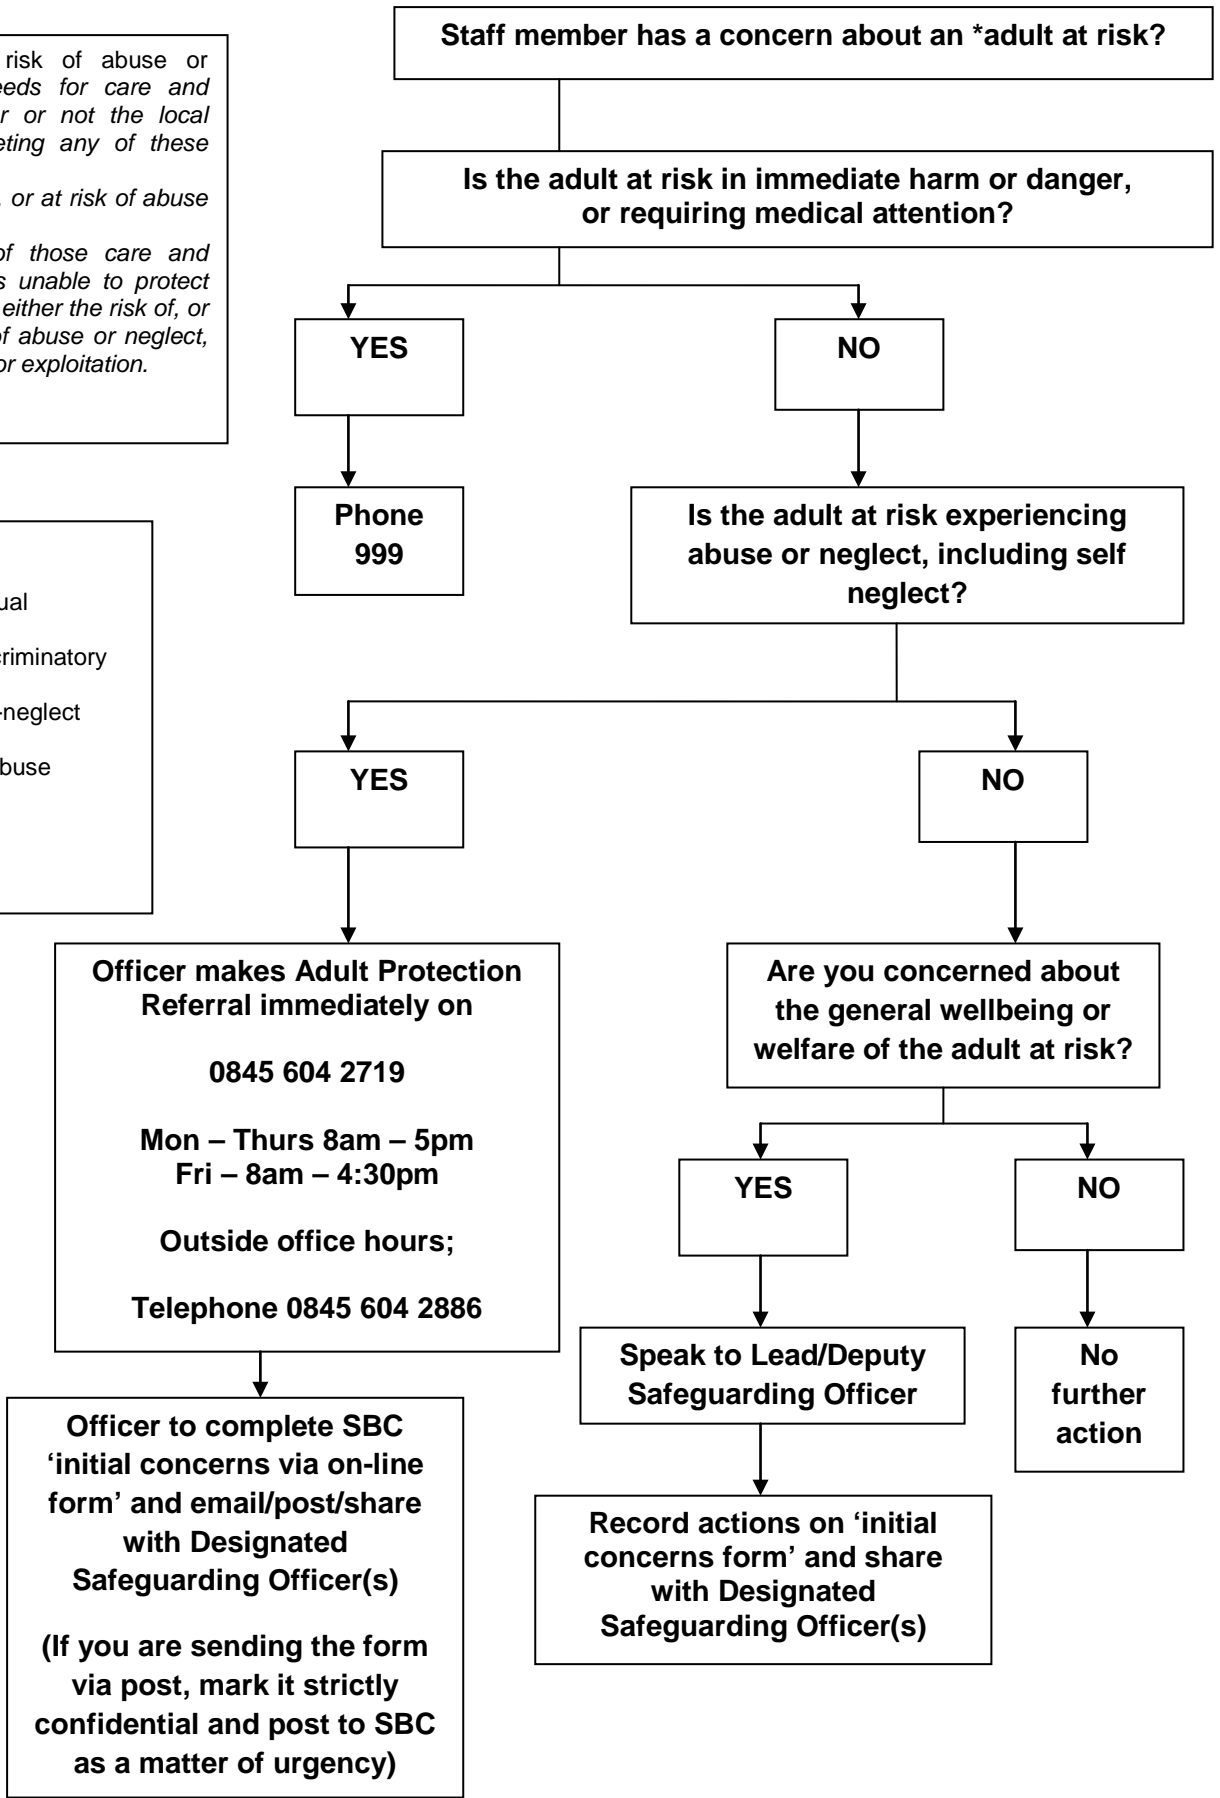 Staff member has a concern about an *adult at risk?
risk of abuse or
needs for care and
or not the local
any of these
, or at risk of abuse
of those care and
unable to protect
either the risk of, or
of abuse or neglect,
or exploitation.
Is the adult at risk in immediate harm or danger,
or requiring medical attention?
YES
NO
Phone
999
Is the adult at risk experiencing
abuse or neglect, including self
neglect?
ual
criminatory
-neglect
buse
YES
NO
Officer makes Adult Protection
Referral immediately on
0845 604 2719
Mon – Thurs 8am – 5pm
Fri – 8am – 4:30pm
Outside office hours;
Telephone 0845 604 2886
Are you concerned about
the general wellbeing or
welfare of the adult at risk?
YES
NO
Speak to Lead/Deputy
Safeguarding Officer
No
further
action
Officer to complete SBC
‘initial concerns via on-line
form’ and email/post/share
with Designated
Safeguarding Officer(s)
(If you are sending the form
via post, mark it strictly
confidential and post to SBC
as a matter of urgency)
Record actions on ‘initial
concerns form’ and share
with Designated
Safeguarding Officer(s)